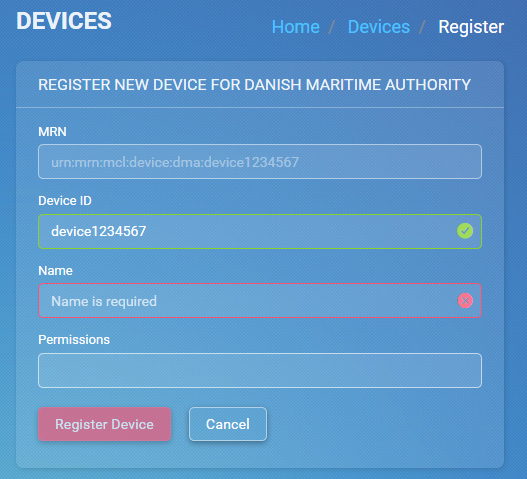 DEVICES
Home / Devices / Register
REGISTER NEW DEVICE FOR DANISH MARITIME AUTHORITY
MRN
urn:mrn:mcl:device:dma:device1234567
Device ID
device1234567
Name
Name is required
Permissions
Register Device Cancel